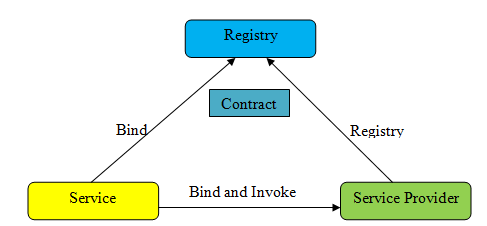 Registry
Contract
Bind
Registry
Service
Bind and Invoke
Service Provider